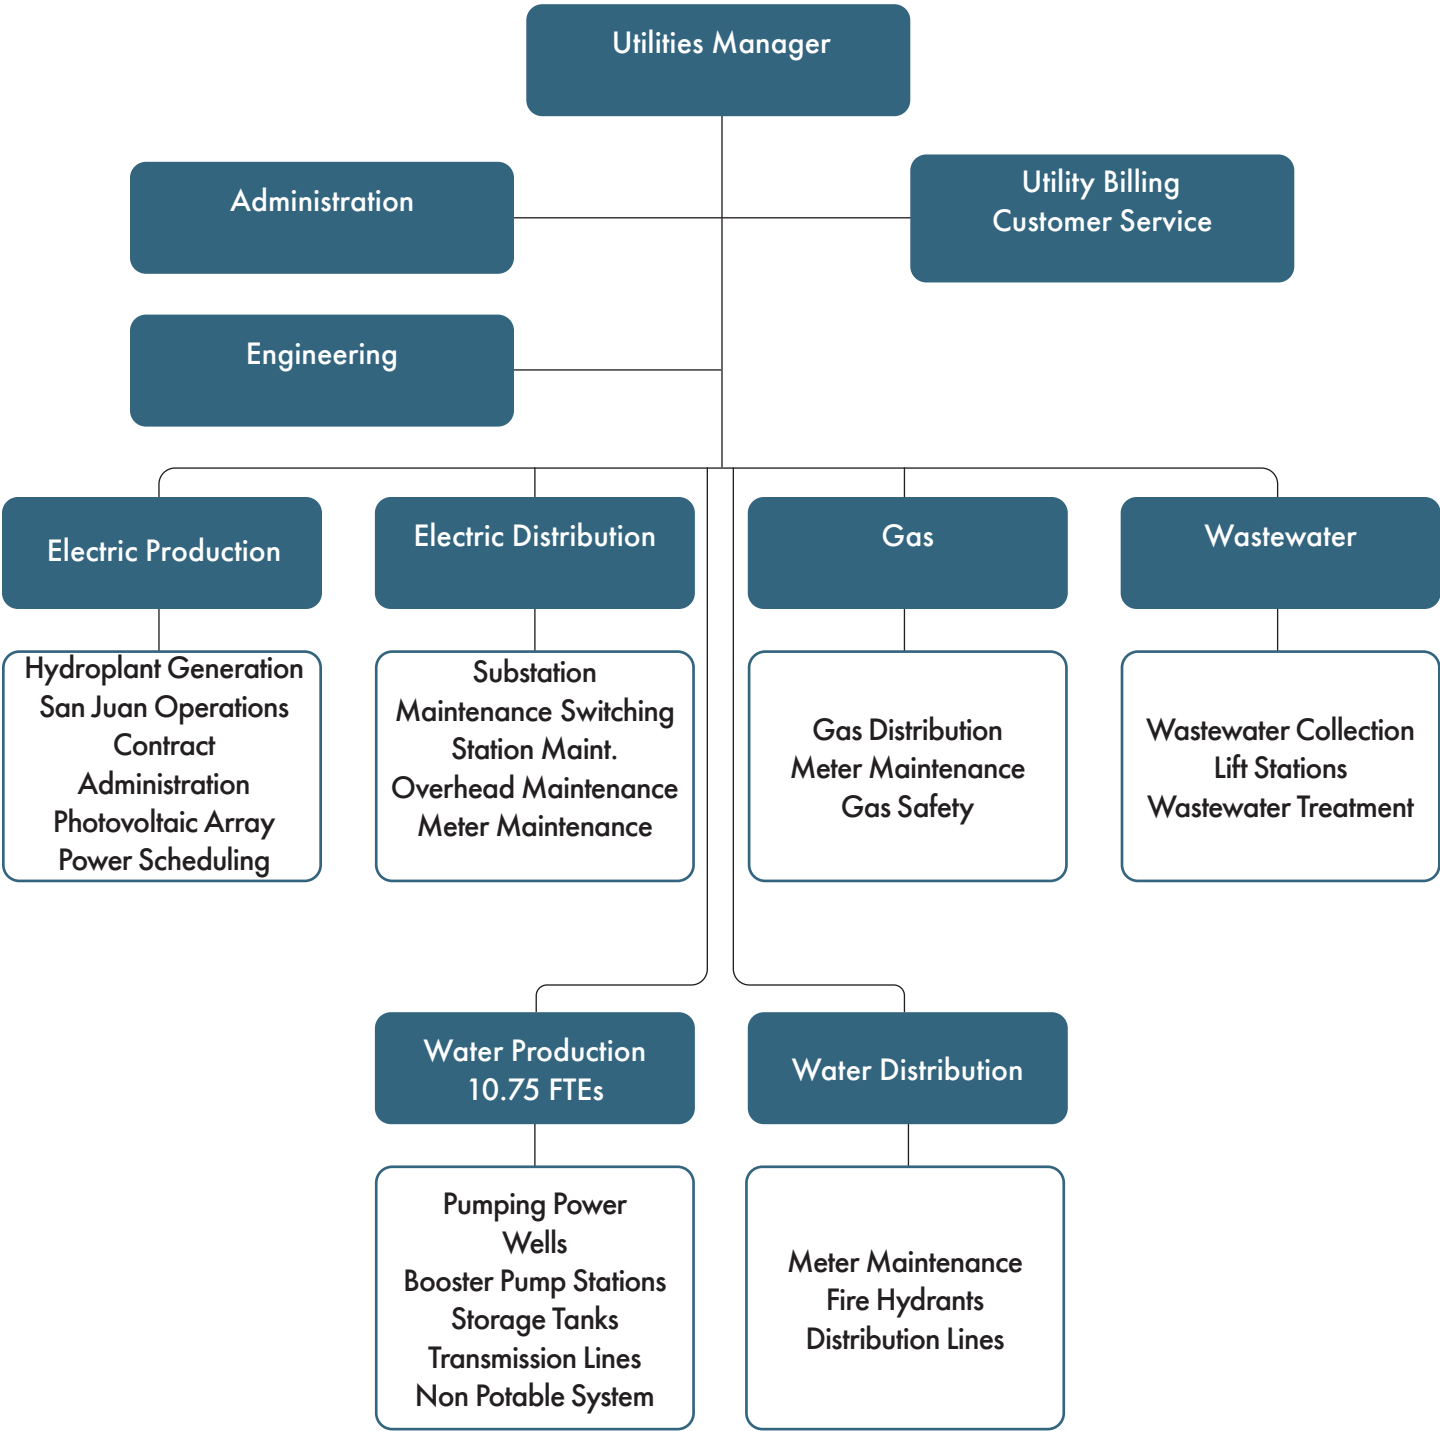 Utilities Manager
Administration
Utility Billing
Customer Service
Engineering
Electric Production
Electric Distribution
Gas
Wastewater
Hydroplant Generation
San Juan Operations
Contract
Administration
Photovoltaic Array
Power Scheduling
Substation
Maintenance Switching
Station Maint.
Overhead Maintenance
Meter Maintenance
Gas Distribution
Meter Maintenance
Gas Safety
Wastewater Collection
Lift Stations
Wastewater Treatment
Water Production
10.75 FTEs
Water Distribution
Pumping Power
Wells
Booster Pump Stations
Storage Tanks
Transmission Lines
Non Potable System
Meter Maintenance
Fire Hydrants
Distribution Lines